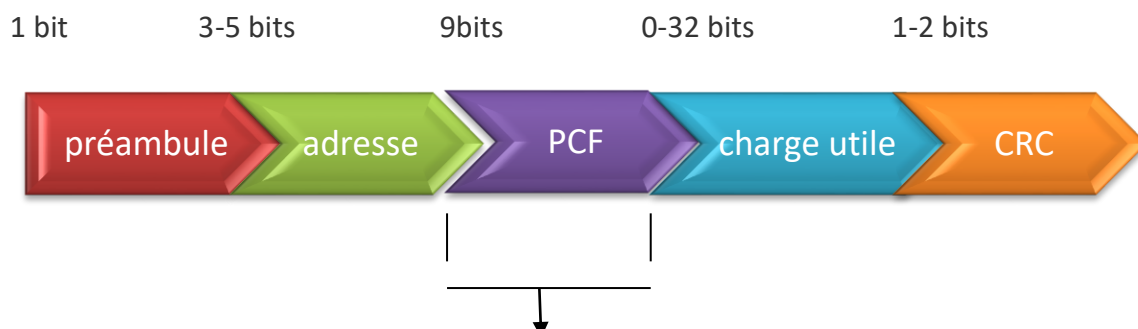 1 bit 3-5 bits 9bits 0-32 bits 1-2 bits
préambule adresse PCF charge utile CRC